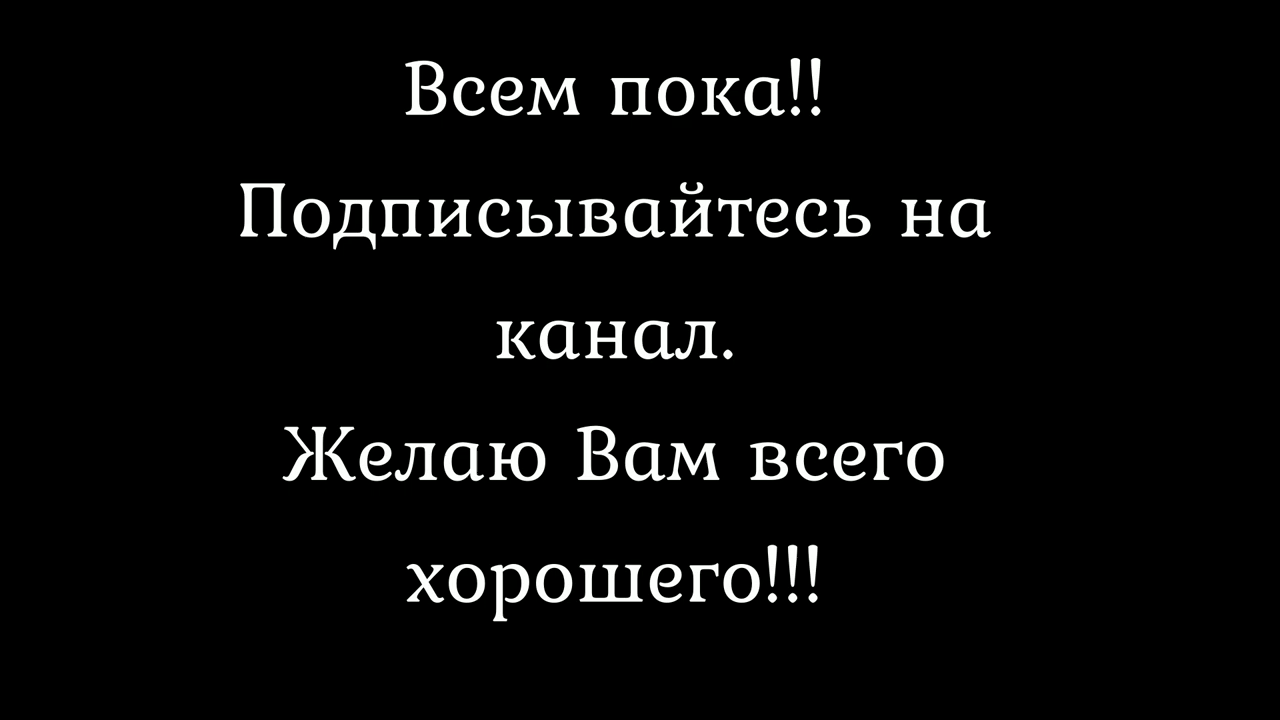 Всем пока!!
Подписывайтесь на
канал.
Желаю Вам всего
хорошего!!!